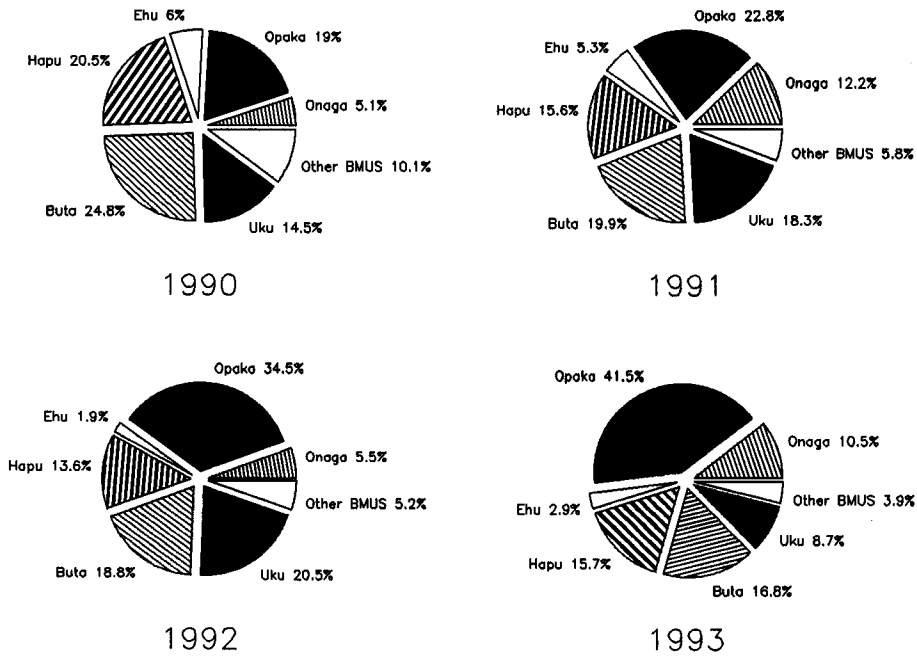 Ehu 6%
Opaka 19%
Hapu 20.5%
Onaga 5.1%
Other BMUS 10.1%
Buta 24.8%
Uku 14.5%
1990
Opaka 22.8%
Ehu 5.3%
Onaga 12.2%
Hapu 15.6%
Other BMUS 5.8%
Buta 19.9%
Uku 18.3%
1991
Opaka 34.5%
Ehu 1.9%
Hapu 13.6%
Onaga 5.5%
Other BMUS 5.2%
Buta 18.8%
Uku 20.5%
1992
Opaka 41.5%
Onaga 10.5%
Ehu 2.9%
Other BMUS 3.9%
Uku 8.7%
Hapu 15.7%
Buta 16.8%
1993